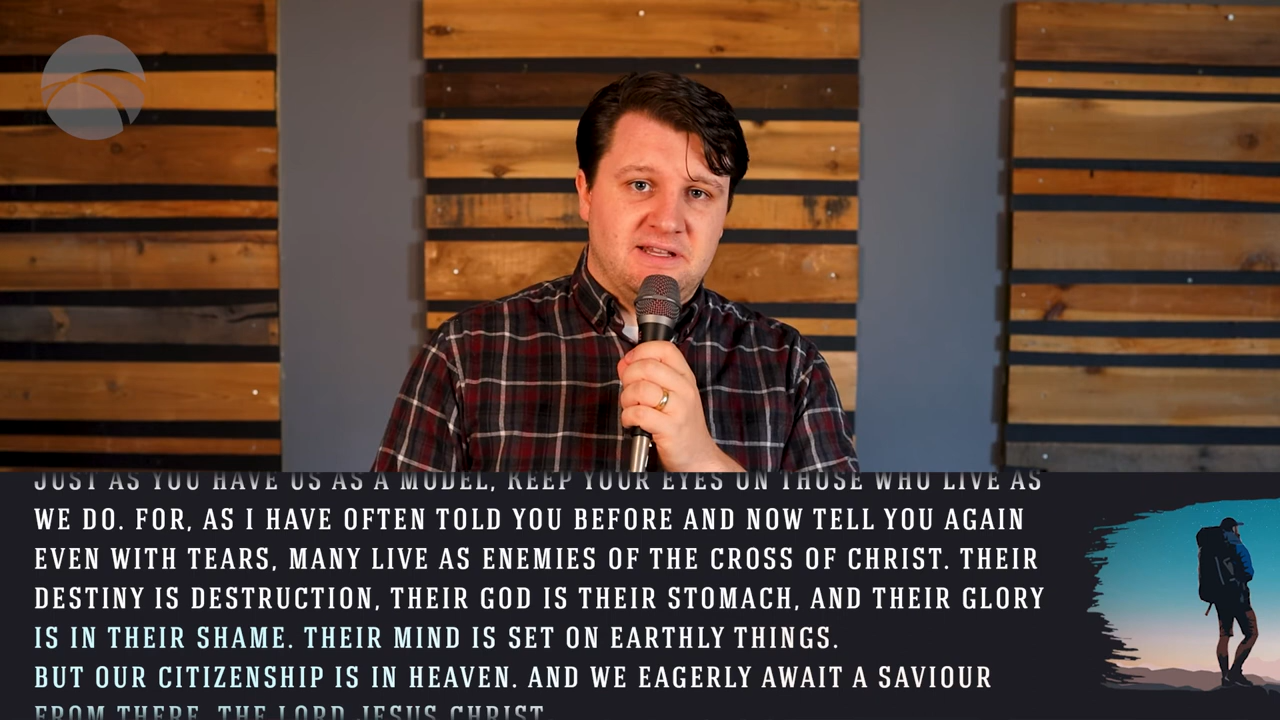 JUST AS YOU HAVE US AS A MODEL, KEEP YOUR EYES ON THOSE WHO LIVE AS
WE DO. FOR, AS I HAVE OFTEN TOLD YOU BEFORE AND NOW TELL YOU AGAIN
EVEN WITH TEARS, MANY LIVE AS ENEMIES OF THE CROSS OF CHRIST. THEIR
DESTINY IS DESTRUCTION, THEIR GOD IS THEIR STOMACH, AND THEIR GLORY
IS IN THEIR SHAME. THEIR MIND IS SET ON EARTHLY THINGS.
BUT OUR CITIZENSHIP IS IN HEAVEN. AND WE EAGERLY AWAIT A SAVIOUR
FROM THERE, THE LORD JESUS CHRIST